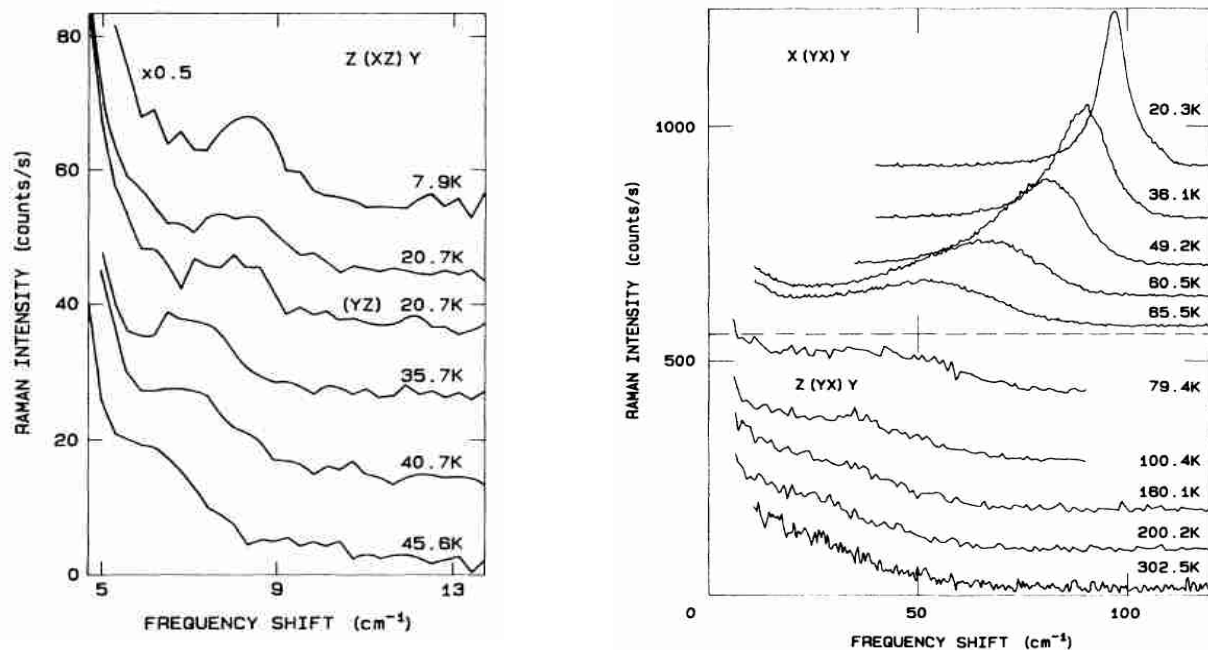 80
60
40
20
0
RAMAN INTENSITY (counts/s)
Z (XZ) Y
x0.5
7.9K
20.7K
(YZ) 20.7K
35.7K
40.7K
45.6K
5 9 13
FREQUENCY SHIFT (cm⁻¹)
1000
500
0
RAMAN INTENSITY (counts/s)
X (YX) Y
20.3K
36.1K
49.2K
60.5K
65.5K
79.4K
Z (YX) Y
100.4K
160.1K
200.2K
302.5K
0 50 100
FREQUENCY SHIFT (cm⁻¹)